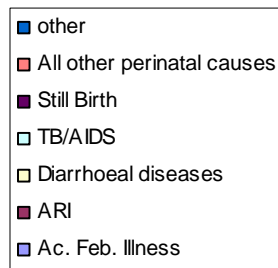 other
All other perinatal causes
Still Birth
TB/AIDS
Diarrhoeal diseases
ARI
Ac. Feb. Illness